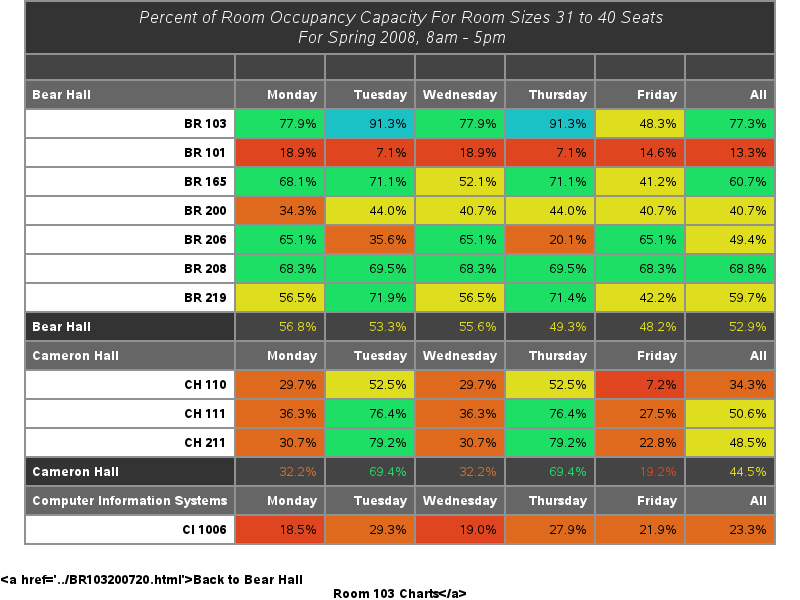 Percent of Room Occupancy Capacity For Room Sizes 31 to 40 Seats
For Spring 2008, 8am - 5pm
Bear Hall Monday Tuesday Wednesday Thursday Friday All
BR 103 77.9% 91.3% 77.9% 91.3% 48.3% 77.3%
BR 101 18.9% 7.1% 18.9% 7.1% 14.6% 13.3%
BR 165 68.1% 71.1% 52.1% 71.1% 41.2% 60.7%
BR 200 34.3% 44.0% 40.7% 44.0% 40.7% 40.7%
BR 206 65.1% 35.6% 65.1% 20.1% 65.1% 49.4%
BR 208 68.3% 69.5% 68.3% 69.5% 68.3% 68.8%
BR 219 56.5% 71.9% 56.5% 71.4% 42.2% 59.7%
Bear Hall 56.8% 53.3% 55.6% 49.3% 48.2% 52.9%
Cameron Hall Monday Tuesday Wednesday Thursday Friday All
CH 110 29.7% 52.5% 29.7% 52.5% 7.2% 34.3%
CH 111 36.3% 76.4% 36.3% 76.4% 27.5% 50.6%
CH 211 30.7% 79.2% 30.7% 79.2% 22.8% 48.5%
Cameron Hall 32.2% 69.4% 32.2% 69.4% 19.2% 44.5%
Computer Information Systems Monday Tuesday Wednesday Thursday Friday All
CI 1006 18.5% 29.3% 19.0% 27.9% 21.9% 23.3%
<a href='../BR103200720.html'>Back to Bear Hall
Room 103 Charts</a>